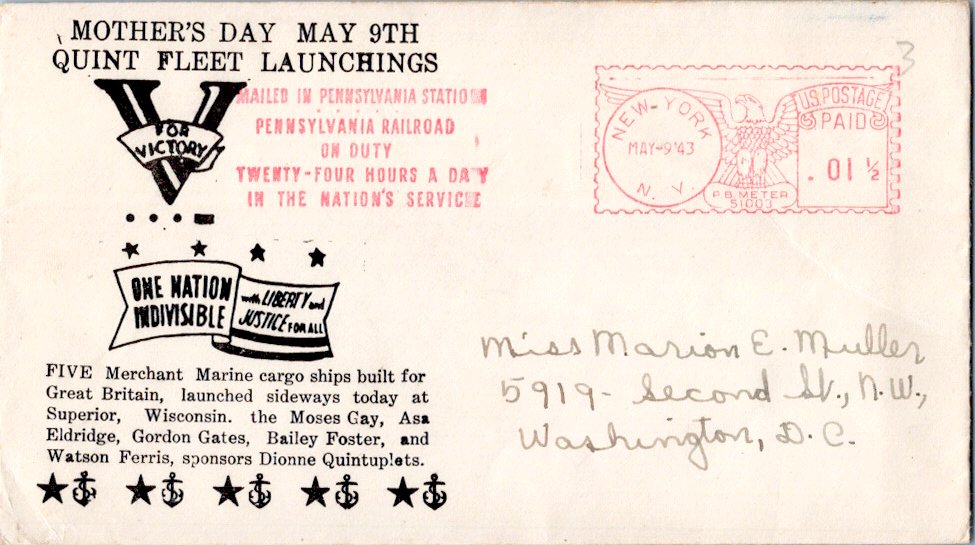 MOTHER'S DAY MAY 9TH
QUINT FLEET LAUNCHINGS
FOR
VICTORY
MAILED IN PENNSYLVANIA STATION
PENNSYLVANIA RAILROAD
ON DUTY
TWENTY-FOUR HOURS A DAY
IN THE NATION'S SERVICE
NEW-YORK
MAY-9'43
N. Y.
P.B. METER
51003
U.S. POSTAGE
PAID
.01 ½
3
ONE NATION
INDIVISIBLE
with LIBERTY and
JUSTICE FOR ALL
FIVE Merchant Marine cargo ships built for
Great Britain, launched sideways today at
Superior, Wisconsin. the Moses Gay, Asa
Eldridge, Gordon Gates, Bailey Foster, and
Watson Ferris, sponsors Dionne Quintuplets.
Miss Marion E. Muller
5919- Second St., N.W.,
Washington, D.C.